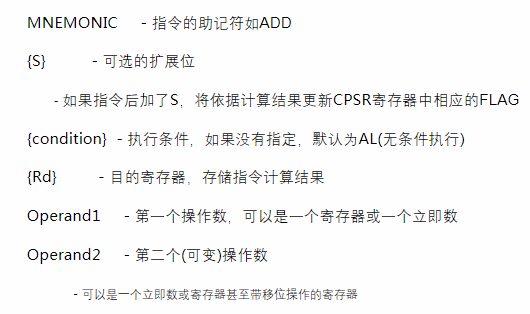 MNEMONIC - 指令的助记符如ADD
{S} - 可选的扩展位
- 如果指令后加了S，将依据计算结果更新CPSR寄存器中相应的FLAG
{condition} - 执行条件，如果没有指定，默认为AL(无条件执行)
{Rd} - 目的寄存器，存储指令计算结果
Operand1 - 第一个操作数，可以是一个寄存器或一个立即数
Operand2 - 第二个(可变)操作数
- 可以是一个立即数或寄存器甚至带移位操作的寄存器